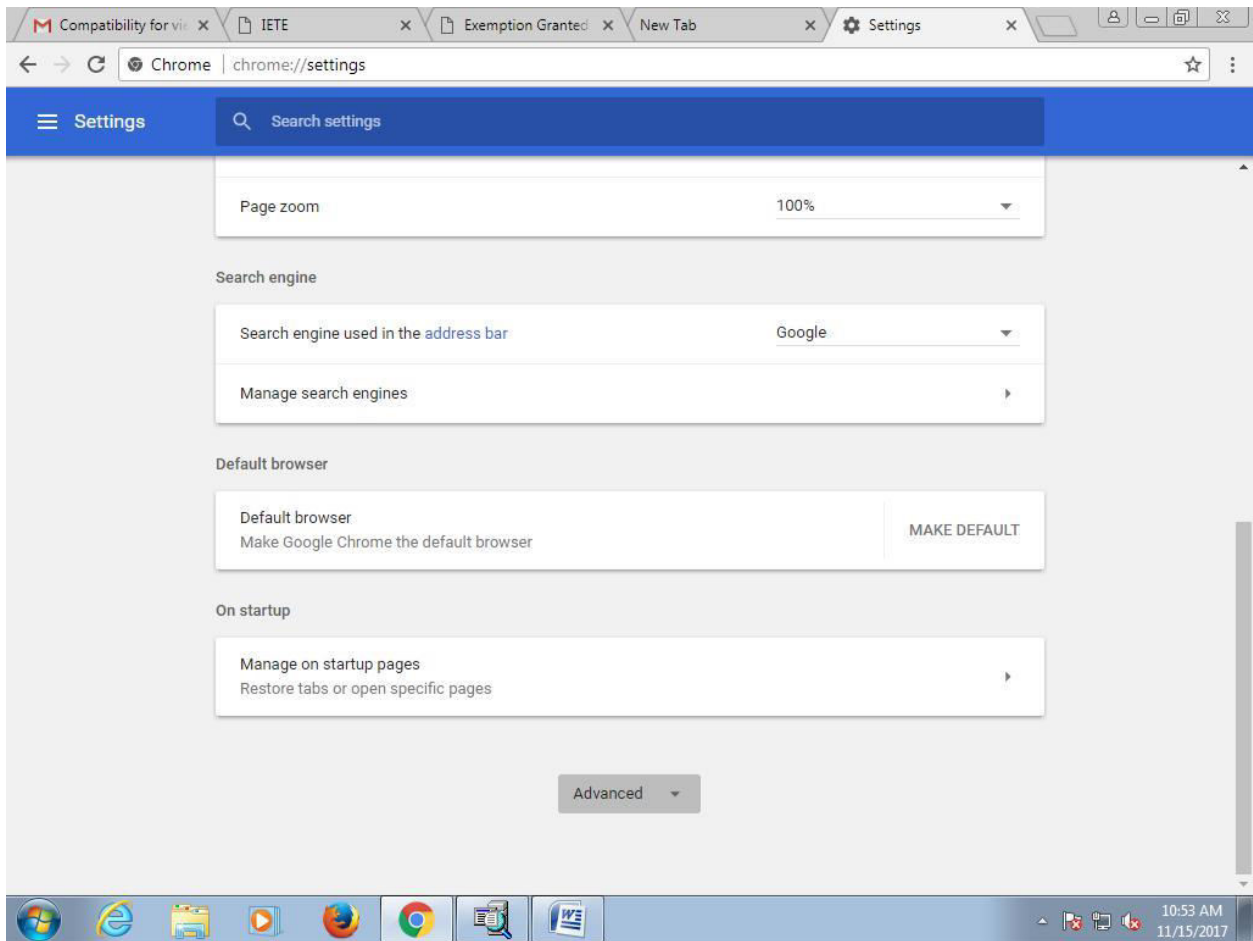 Compatibility for vie
IETE
Exemption Granted
New Tab
Settings
Chrome
chrome://settings
Settings
Search settings
Page zoom
100%
Search engine
Search engine used in the address bar
Google
Manage search engines
Default browser
Default browser
Make Google Chrome the default browser
MAKE DEFAULT
On startup
Manage on startup pages
Restore tabs or open specific pages
Advanced
10:53 AM
11/15/2017